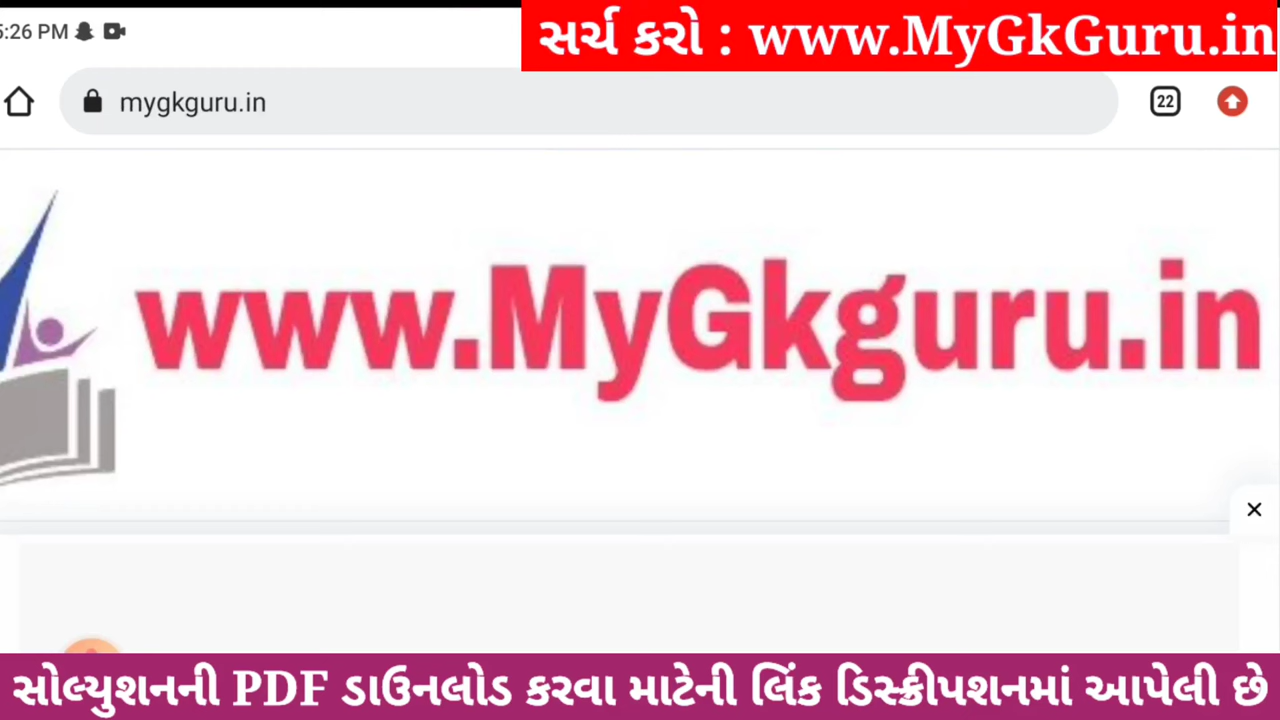 5:26 PM
સર્ચ કરો : www.MyGkGuru.in
mygkguru.in
22
www.MyGkguru.in
સોલ્યુશનની PDF ડાઉનલોડ કરવા માટેની લિંક ડિસ્ક્રીપશનમાં આપેલી છે